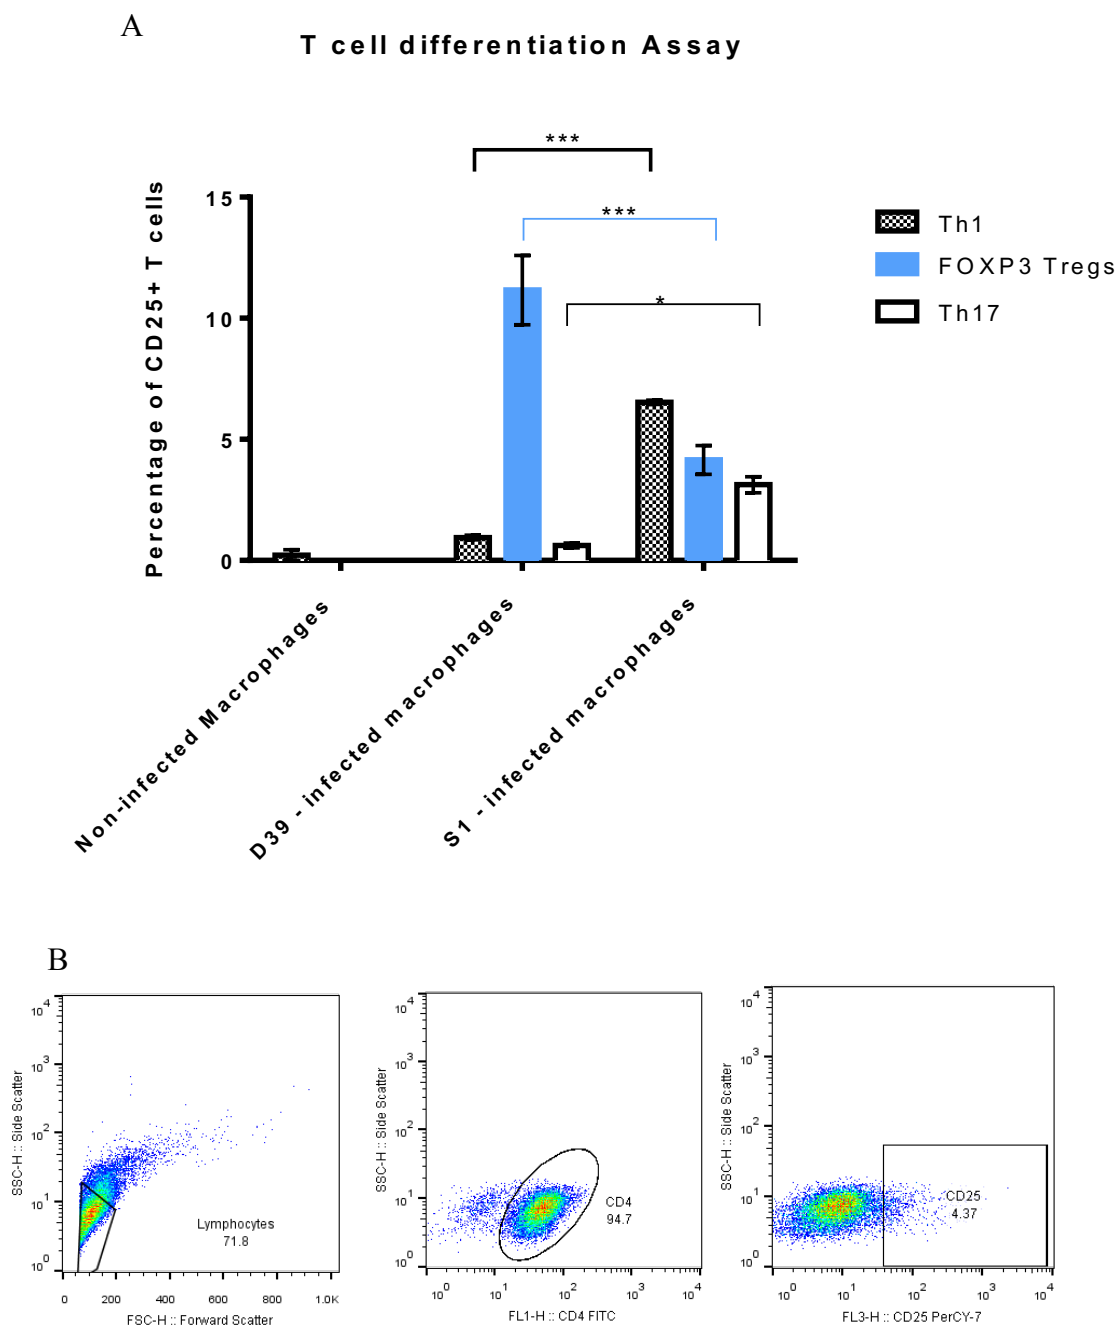 A
T cell differentiation Assay
***
***
*
Th1
FOXP3 Tregs
Th17
Percentage of CD25+ T cells
15
10
5
0
Non-infected Macrophages
D39 - infected macrophages
S1 - infected macrophages
B
10^4
10^3
10^2
10^1
10^0
SSC-H :: Side Scatter
Lymphocytes
71.8
0 200 400 600 800 1.0K
FSC-H :: Forward Scatter
10^4
10^3
10^2
10^1
10^0
SSC-H :: Side Scatter
CD4
94.7
10^0 10^1 10^2 10^3 10^4
FL1-H :: CD4 FITC
10^4
10^3
10^2
10^1
10^0
SSC-H :: Side Scatter
CD25
4.37
10^0 10^1 10^2 10^3 10^4
FL3-H :: CD25 PerCY-7